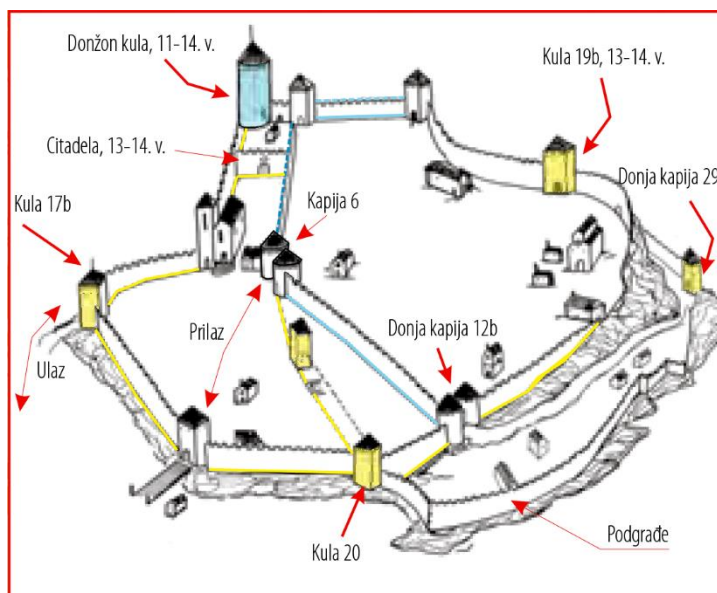 Donžon kula, 11-14. v.
Kula 19b, 13-14. v.
Citadela, 13-14. v.
Donja kapija 29
Kapija 6
Kula 17b
Prilaz
Donja kapija 12b
Ulaz
Podgrađe
Kula 20